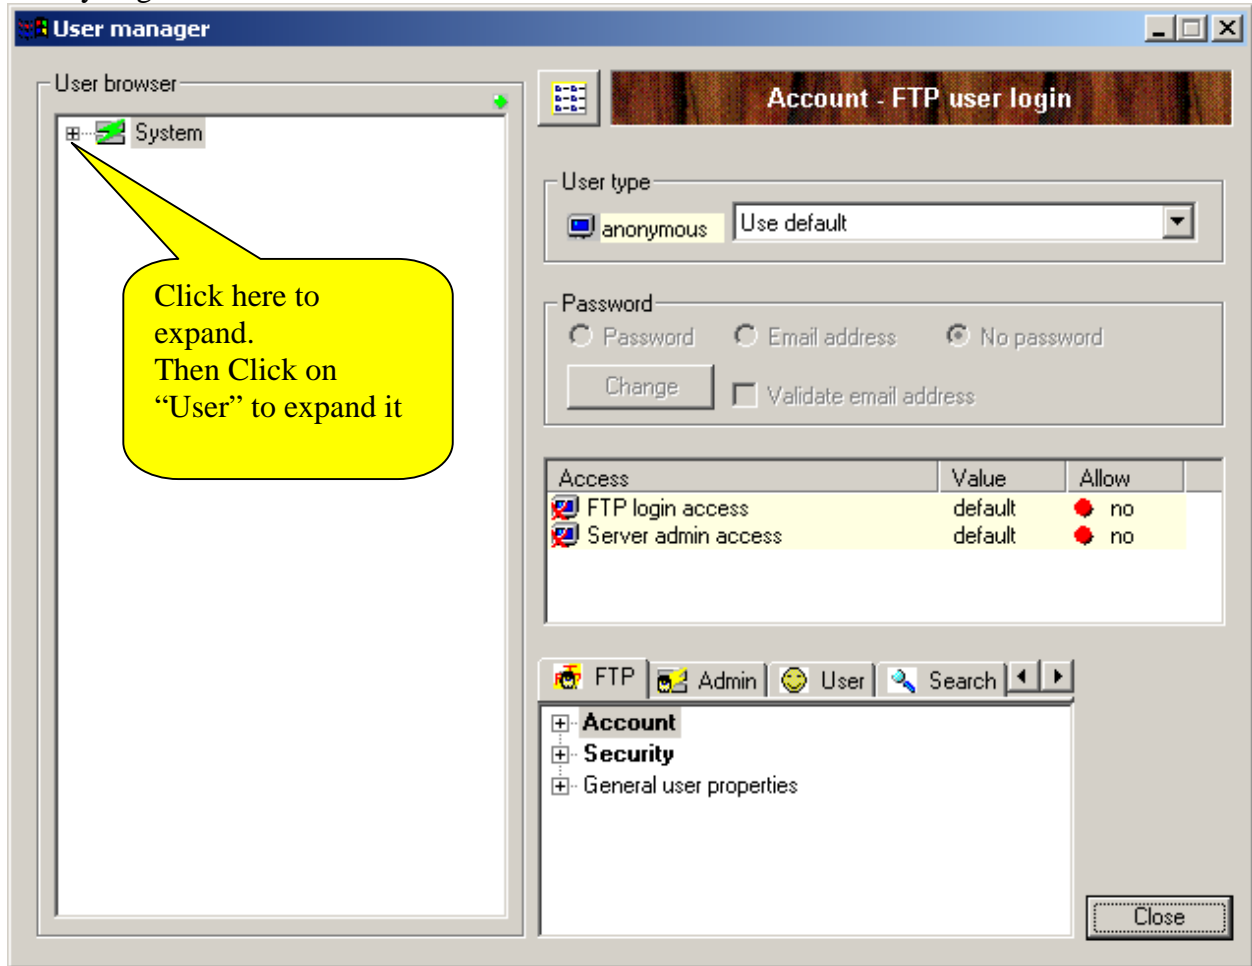 User manager
User browser
System
Click here to
expand.
Then Click on
“User” to expand it
Account - FTP user login
User type
anonymous
Use default
Password
Password Email address No password
Change Validate email address
Access Value Allow
FTP login access default no
Server admin access default no
FTP Admin User Search
Account
Security
General user properties
Close